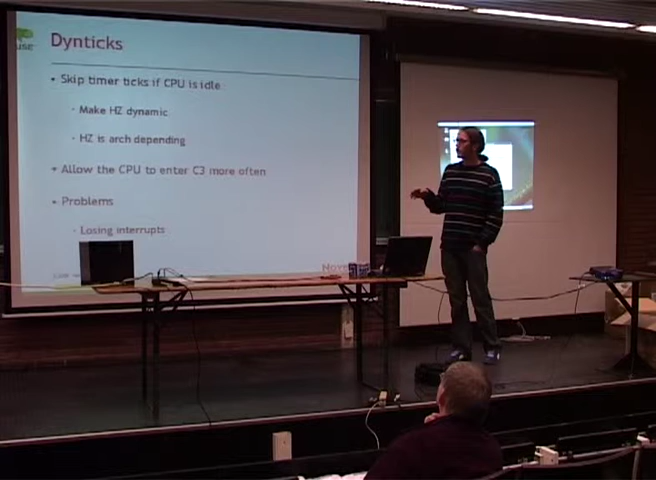 Dynticks
• Skip timer ticks if CPU is idle
- Make HZ dynamic
- HZ is arch depending
• Allow the CPU to enter C3 more often
• Problems
- Losing interrupts